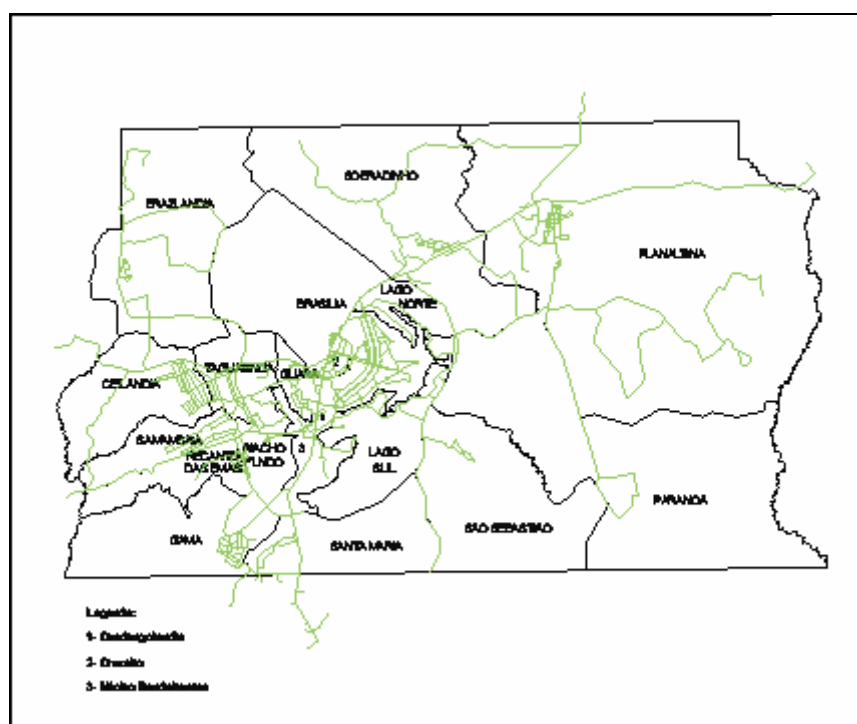 SOBRADINHO
BRAZLANDIA
PLANALTINA
LAGO
NORTE
BRASILIA
2
TAGUATINGA
GUARA
CEILANDIA
1
SAMAMBAIA
RIACHO
FUNDO
3
LAGO
SUL
RECANTO
DAS EMAS
PARANOA
SÃO SEBASTIÃO
GAMA
SANTA MARIA
Legenda:
1- Candangolandia
2- Cruzeiro
3- Núcleo Bandeirante